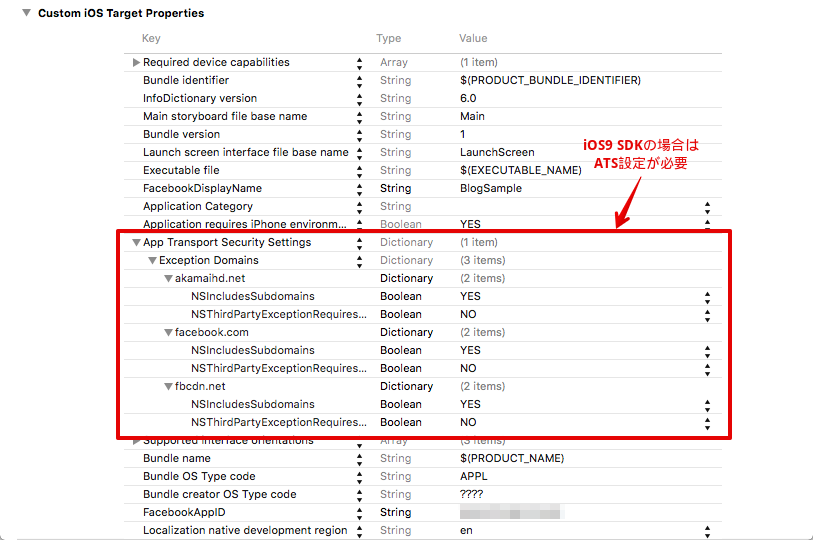 Custom iOS Target Properties
Key Type Value
Required device capabilities Array (1 item)
Bundle identifier String $(PRODUCT_BUNDLE_IDENTIFIER)
InfoDictionary version String 6.0
Main storyboard file base name String Main
Bundle version String 1
iOS9 SDKの場合は
ATS設定が必要
Launch screen interface file base name String LaunchScreen
Executable file String $(EXECUTABLE_NAME)
FacebookDisplayName String BlogSample
Application Category String
Application requires iPhone environm... Boolean YES
App Transport Security Settings Dictionary (1 item)
Exception Domains Dictionary (3 items)
akamaihd.net Dictionary (2 items)
NSIncludesSubdomains Boolean YES
NSThirdPartyExceptionRequires... Boolean NO
facebook.com Dictionary (2 items)
NSIncludesSubdomains Boolean YES
NSThirdPartyExceptionRequires... Boolean NO
fbcdn.net Dictionary (2 items)
NSIncludesSubdomains Boolean YES
NSThirdPartyExceptionRequires... Boolean NO
Supported interface orientations Array (3 items)
Bundle name String $(PRODUCT_NAME)
Bundle OS Type code String APPL
Bundle creator OS Type code String ????
FacebookAppID String
Localization native development region String en